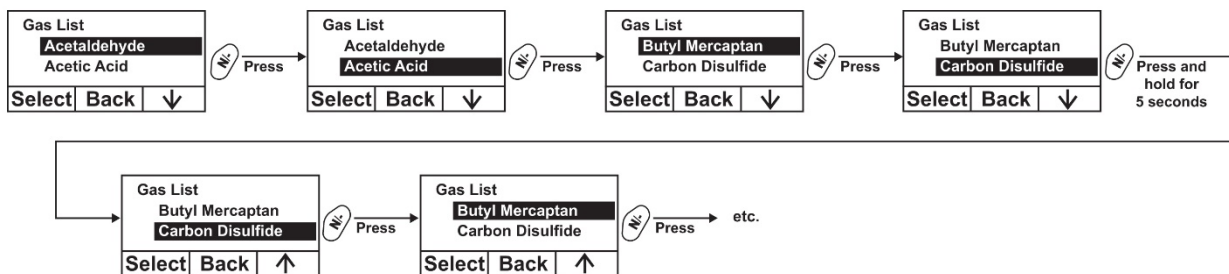 Gas List
Acetaldehyde
Acetic Acid
Select Back ↓
N/-
Press
Gas List
Acetaldehyde
Acetic Acid
Select Back ↓
N/-
Press
Gas List
Butyl Mercaptan
Carbon Disulfide
Select Back ↓
N/-
Press
Gas List
Butyl Mercaptan
Carbon Disulfide
Select Back ↓
N/-
Press and
hold for
5 seconds
Gas List
Butyl Mercaptan
Carbon Disulfide
Select Back ↑
N/-
Press
Gas List
Butyl Mercaptan
Carbon Disulfide
Select Back ↑
N/-
Press
etc.